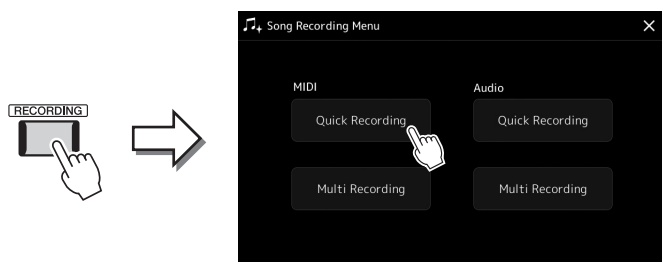 Song Recording Menu
MIDI
Audio
[RECORDING]
Quick Recording
Quick Recording
Multi Recording
Multi Recording